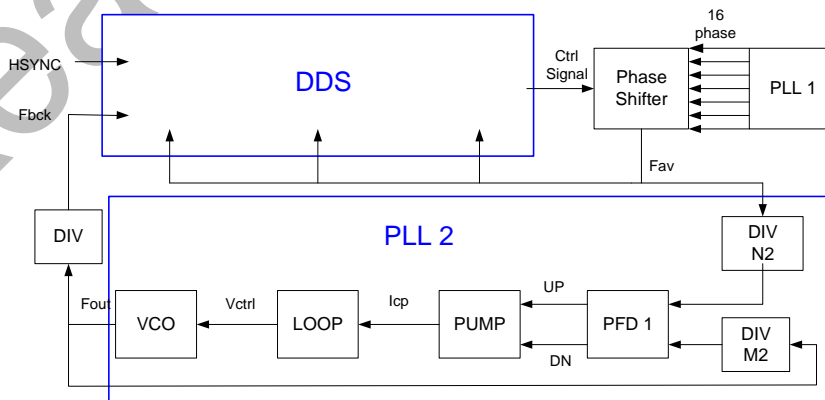 16
phase
HSYNC
DDS
Ctrl
Signal
Phase
Shifter
PLL 1
Fbck
Fav
DIV
PLL 2
DIV
N2
Fout
VCO
Vctrl
LOOP
Icp
PUMP
UP
DN
PFD 1
DIV
M2